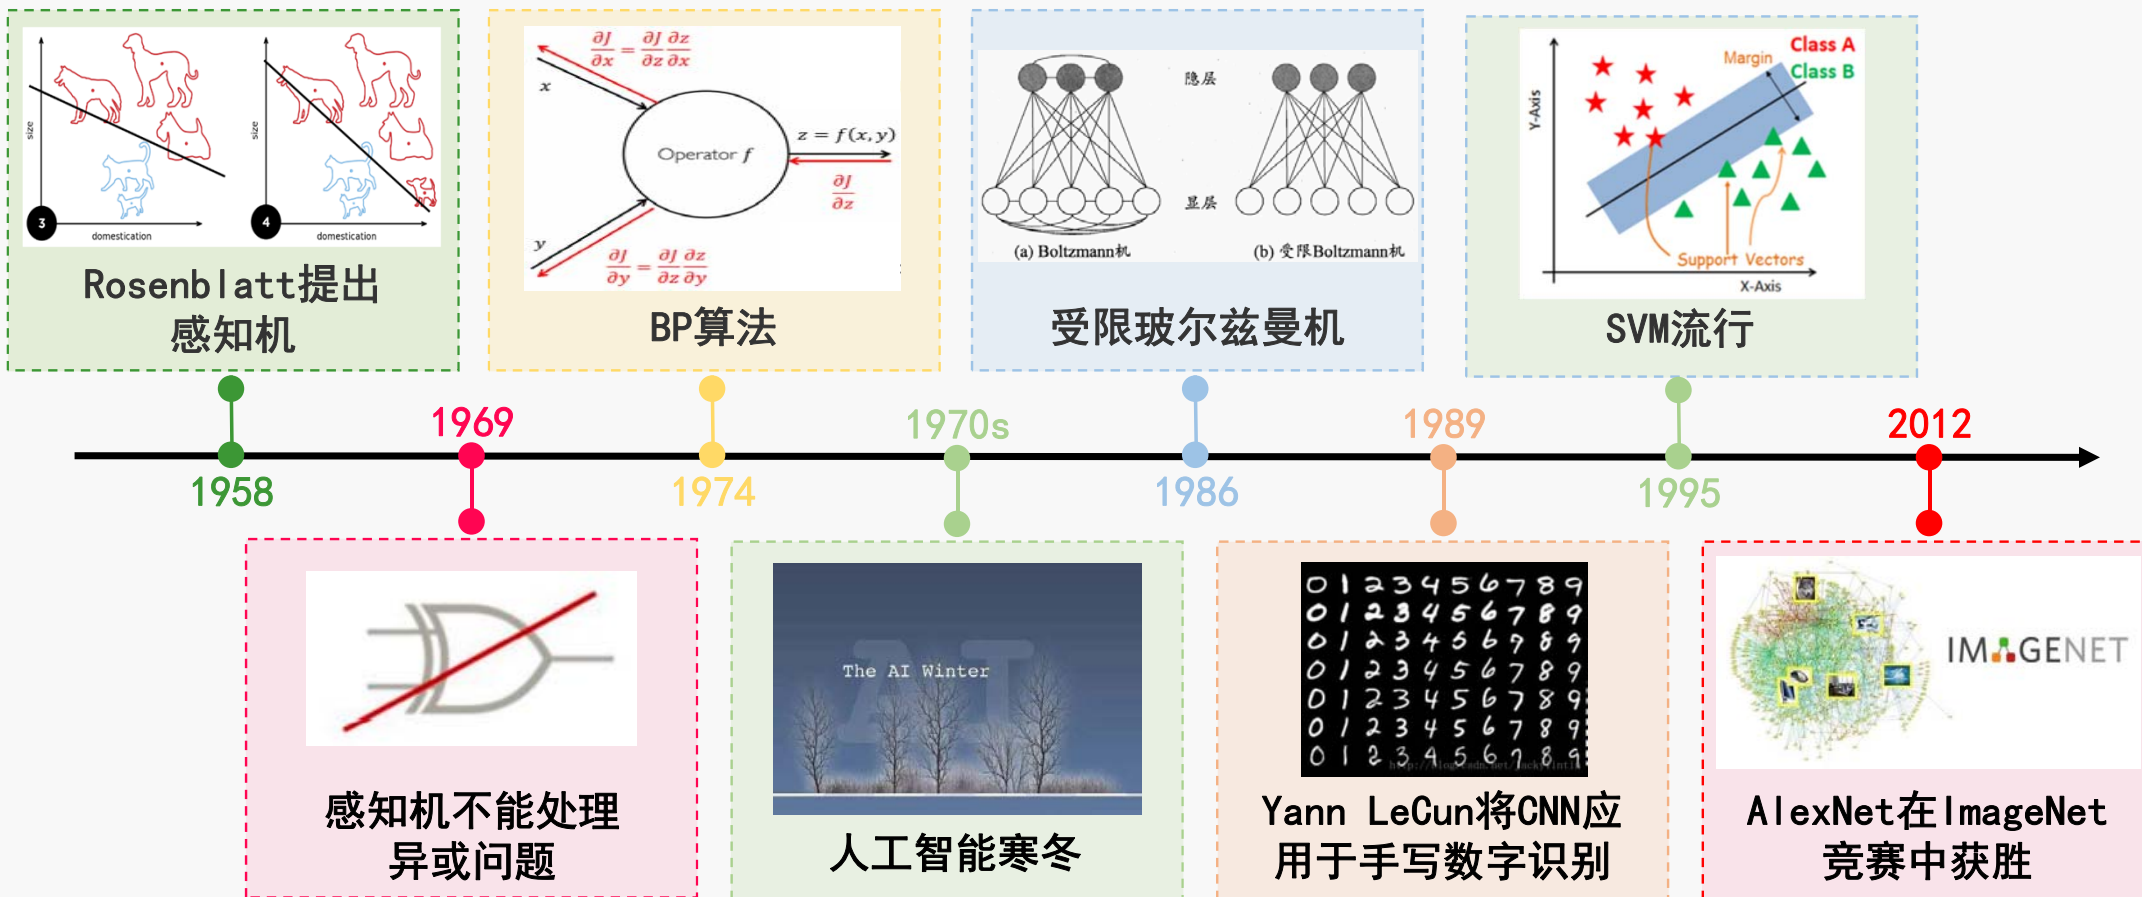 size
3
domestication
size
4
domestication
Rosenblatt提出
感知机
∂J/∂x = ∂J/∂z ∂z/∂x
x
Operator f
z = f(x, y)
∂J/∂z
y
∂J/∂y = ∂J/∂z ∂z/∂y
BP算法
隐层
显层
(a) Boltzmann机
(b) 受限Boltzmann机
受限玻尔兹曼机
Class A
Margin
Class B
Y-Axis
Support Vectors
X-Axis
SVM流行
1958
1969
1974
1970s
1986
1989
1995
2012
感知机不能处理
异或问题
AI
The AI Winter
人工智能寒冬
0 1 2 3 4 5 6 7 8 9
0 1 2 3 4 5 6 7 8 9
0 1 2 3 4 5 6 7 8 9
0 1 2 3 4 5 6 7 8 9
0 1 2 3 4 5 6 7 8 9
0 1 2 3 4 5 6 7 8 9
0 1 2 3 4 5 6 7 8 9
Yann LeCun将CNN应
用于手写数字识别
IMAGENET
AlexNet在ImageNet
竞赛中获胜